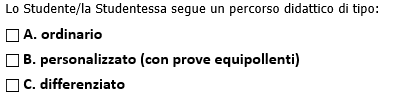 Lo Studente/la Studentessa segue un percorso didattico di tipo:
☐ A. ordinario
☐ B. personalizzato (con prove equipollenti)
☐ C. differenziato